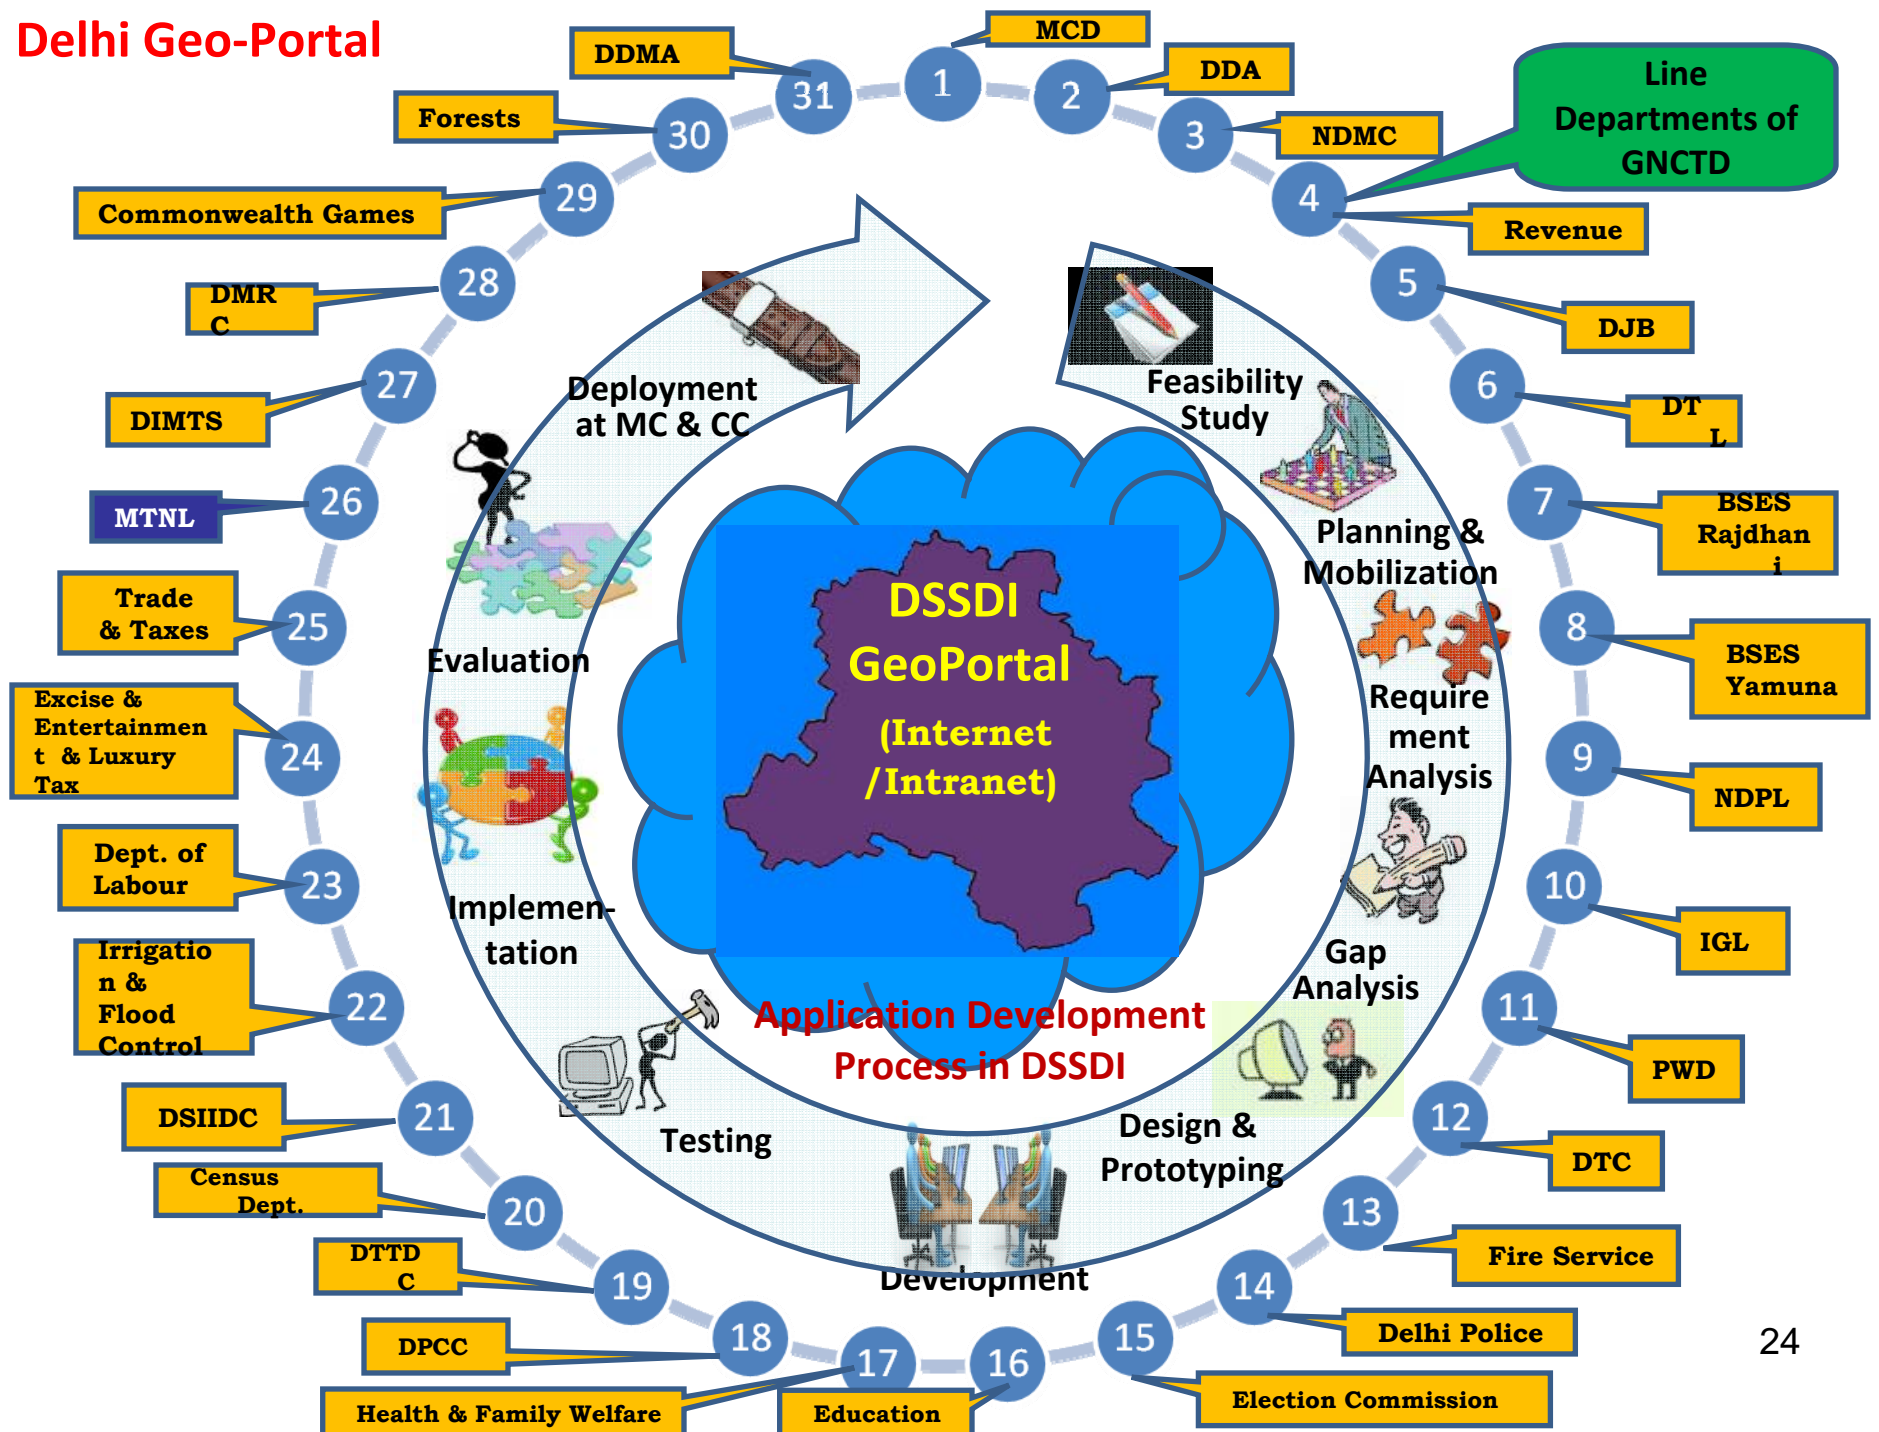 Delhi Geo-Portal
1
MCD
2
DDA
3
NDMC
Line
Departments of
GNCTD
4
Revenue
5
DJB
6
DT
L
7
BSES
Rajdhan
i
8
BSES
Yamuna
9
NDPL
10
IGL
11
PWD
12
DTC
13
Fire Service
14
Delhi Police
15
Election Commission
16
Education
17
Health & Family Welfare
18
DPCC
19
DTTD
C
20
Census
Dept.
21
DSIIDC
22
Irrigatio
n &
Flood
Control
23
Dept. of
Labour
24
Excise &
Entertainmen
t & Luxury
Tax
25
Trade
& Taxes
26
MTNL
27
DIMTS
28
DMR
C
29
Commonwealth Games
30
Forests
31
DDMA
Feasibility
Study
Planning &
Mobilization
Require
ment
Analysis
Gap
Analysis
Design &
Prototyping
Development
Testing
Implemen-
tation
Evaluation
Deployment
at MC & CC
DSSDI
GeoPortal
(Internet
/Intranet)
Application Development
Process in DSSDI
24